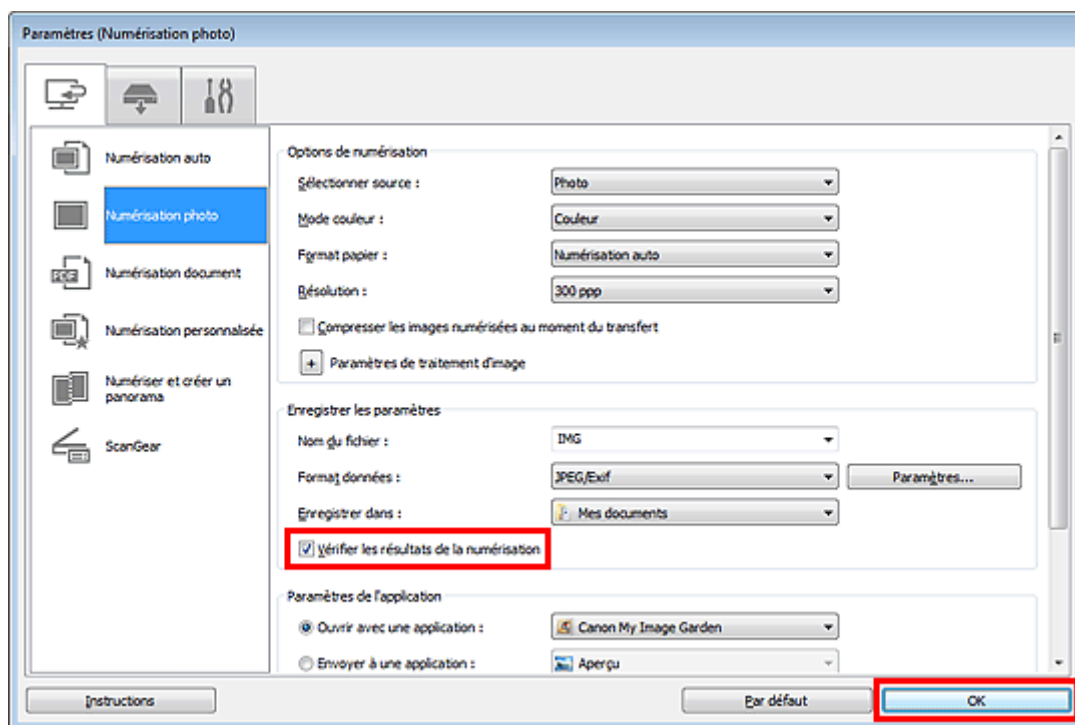 Paramètres (Numérisation photo)
Numérisation auto
Numérisation photo
PDF
Numérisation document
Numérisation personnalisée
Numériser et créer un
panorama
ScanGear
Options de numérisation
Sélectionner source : Photo
Mode couleur : Couleur
Format papier : Numérisation auto
Résolution : 300 ppp
Compresser les images numérisées au moment du transfert
+ Paramètres de traitement d'image
Enregistrer les paramètres
Nom du fichier : IMG
Format données : JPEG/Exif Paramètres...
Enregistrer dans : Mes documents
Vérifier les résultats de la numérisation
Paramètres de l'application
Ouvrir avec une application : Canon My Image Garden
Envoyer à une application : Aperçu
Instructions Par défaut OK